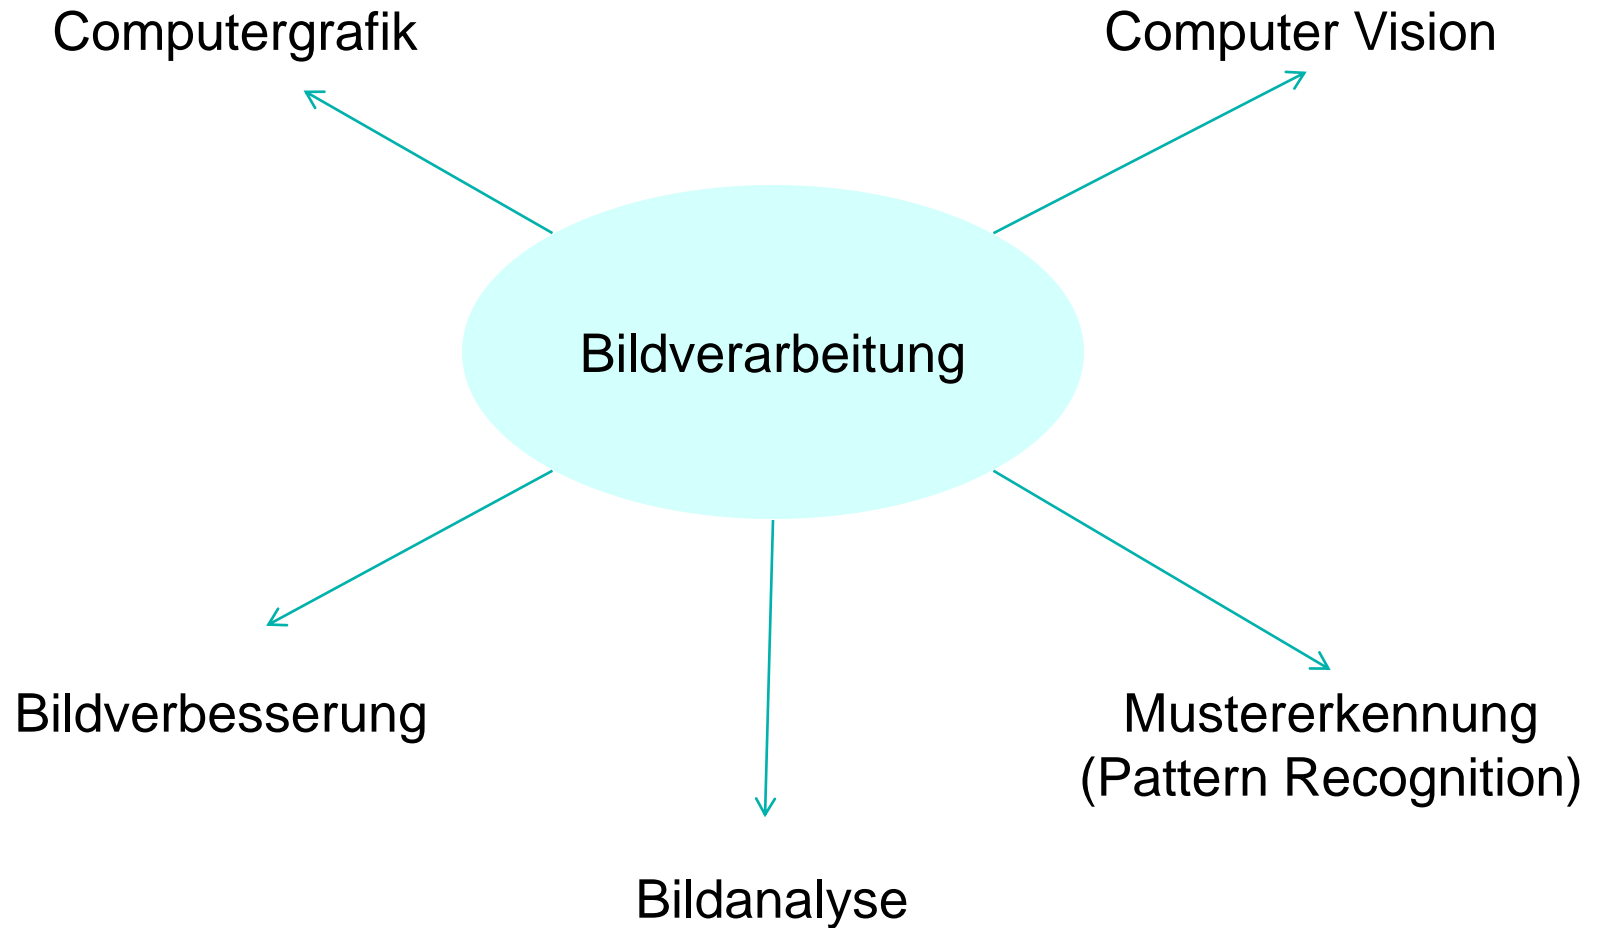 Computergrafik
Computer Vision
Bildverarbeitung
Bildverbesserung
Mustererkennung
(Pattern Recognition)
Bildanalyse